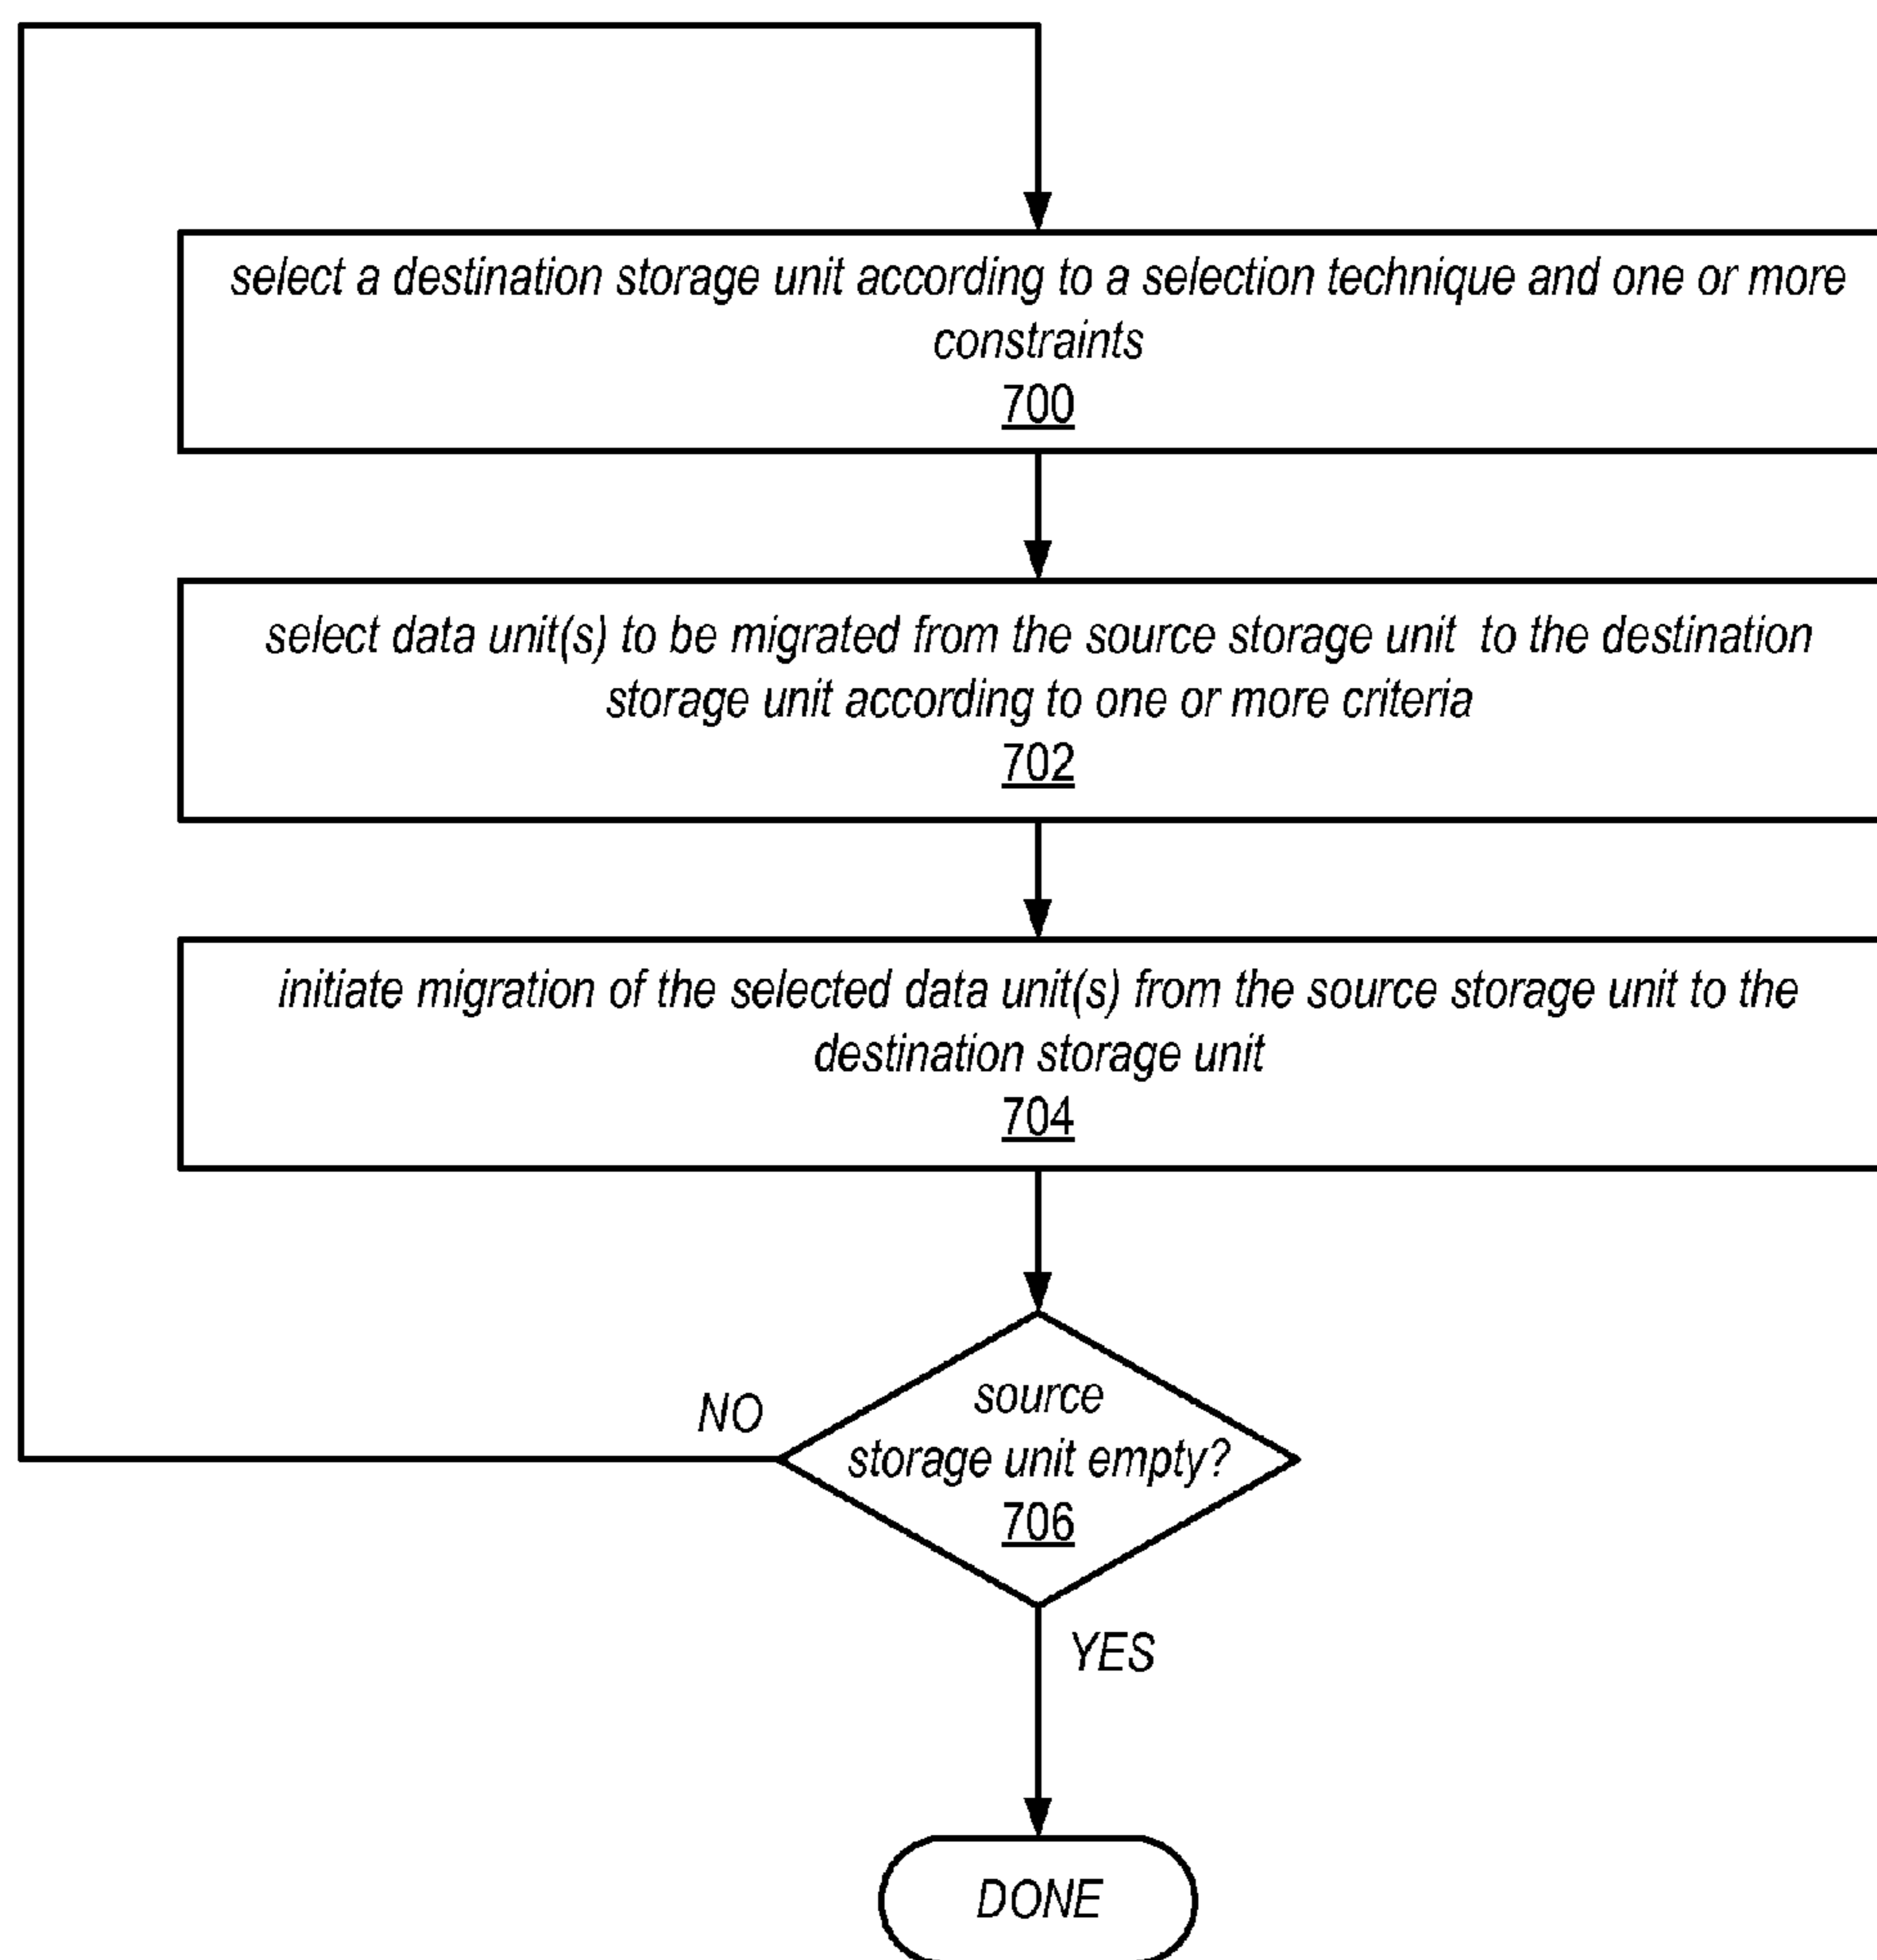 select a destination storage unit according to a selection technique and one or more
constraints
700
select data unit(s) to be migrated from the source storage unit to the destination
storage unit according to one or more criteria
702
initiate migration of the selected data unit(s) from the source storage unit to the
destination storage unit
704
NO
source
storage unit empty?
706
YES
DONE